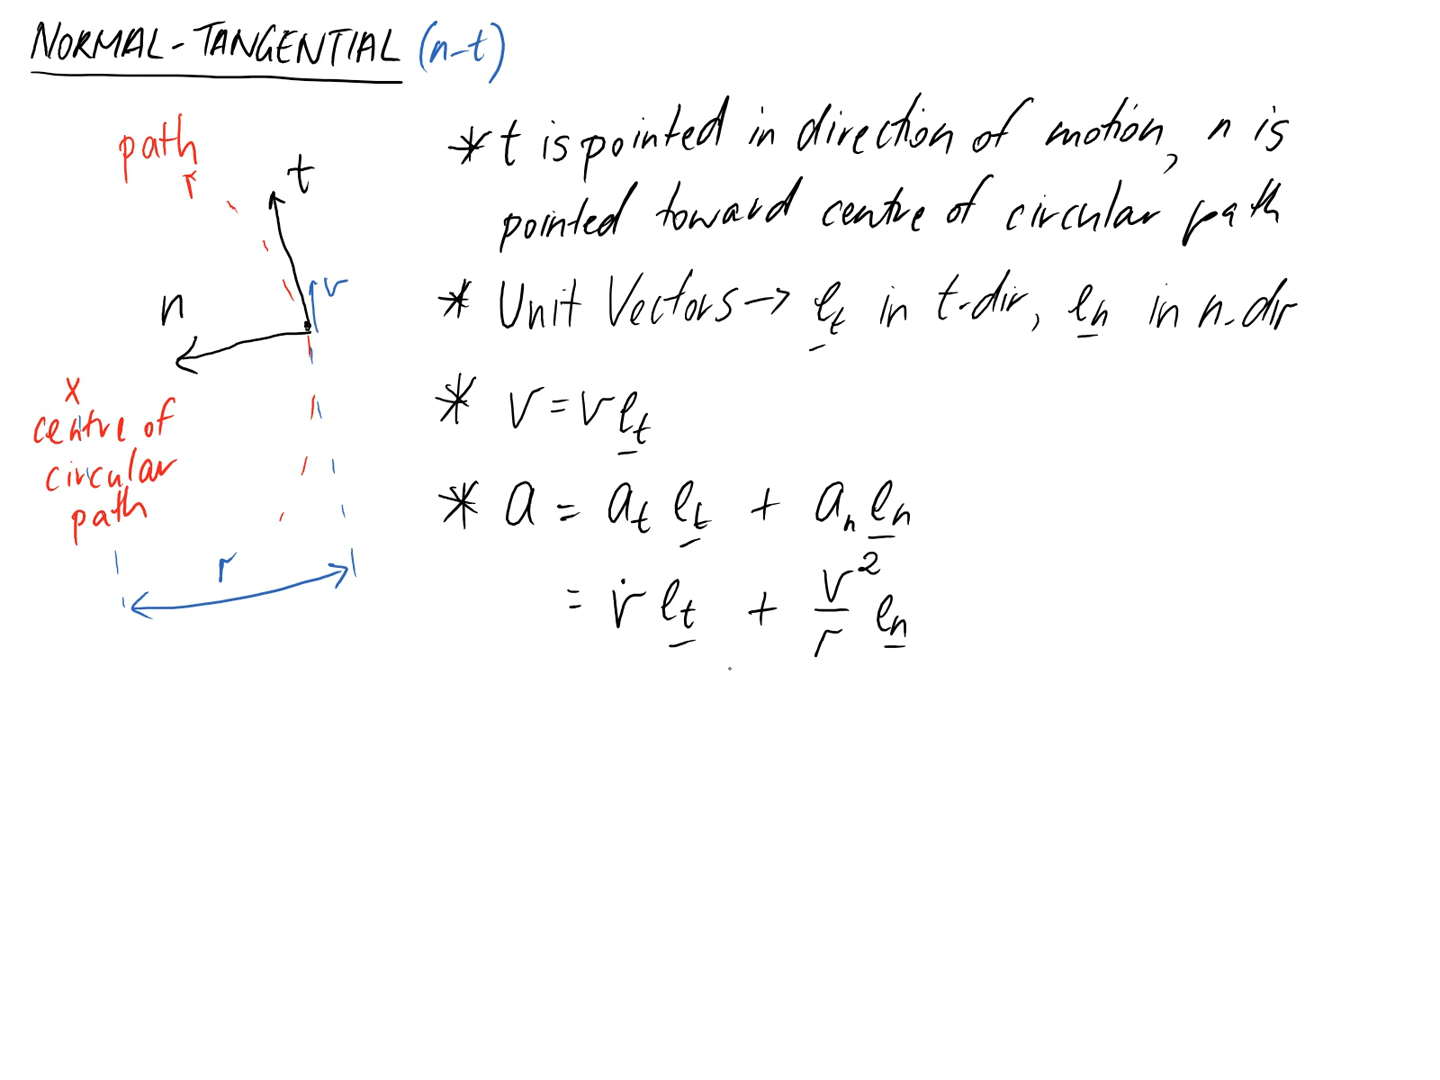 NORMAL-TANGENTIAL (n-t)
path
r
t
n
v
x
centre of
circular
path
r
* t is pointed in direction of motion, n is
pointed toward centre of circular path
* Unit Vectors → e_t in t-dir, e_n in n-dir
* v = v e_t
* a = a_t e_t + a_n e_n
= v̇ e_t + v²/r e_n